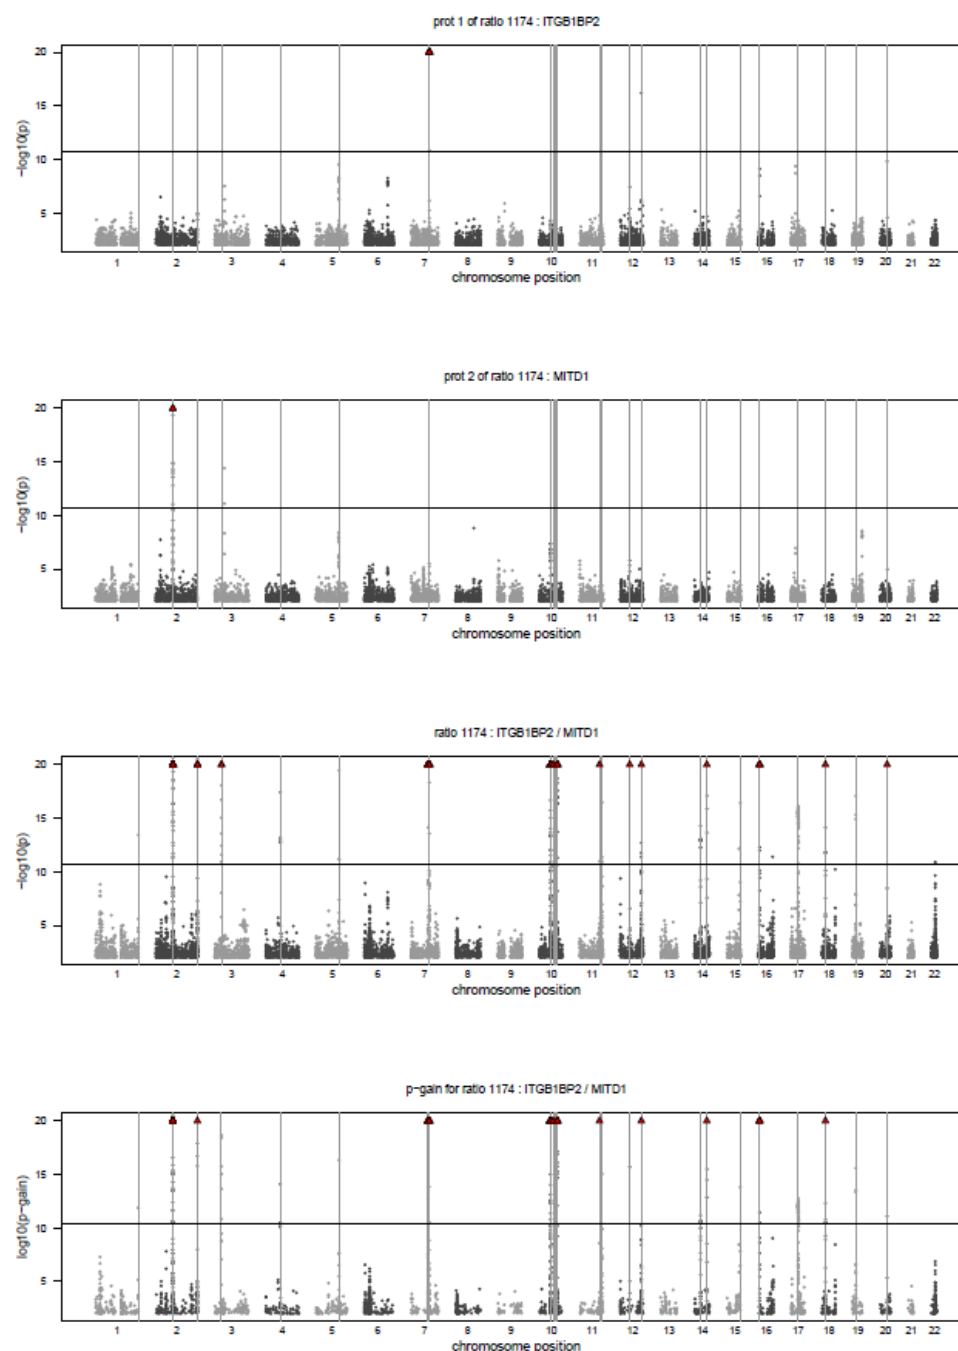 prot 1 of ratio 1174 : ITGB1BP2
20
15
10
5
−log10(p)
1 2 3 4 5 6 7 8 9 10 11 12 13 14 15 16 17 18 19 20 21 22
chromosome position
prot 2 of ratio 1174 : MITD1
20
15
10
5
−log10(p)
1 2 3 4 5 6 7 8 9 10 11 12 13 14 15 16 17 18 19 20 21 22
chromosome position
ratio 1174 : ITGB1BP2 / MITD1
20
15
10
5
−log10(p)
1 2 3 4 5 6 7 8 9 10 11 12 13 14 15 16 17 18 19 20 21 22
chromosome position
p−gain for ratio 1174 : ITGB1BP2 / MITD1
20
15
10
5
log10(p−gain)
1 2 3 4 5 6 7 8 9 10 11 12 13 14 15 16 17 18 19 20 21 22
chromosome position